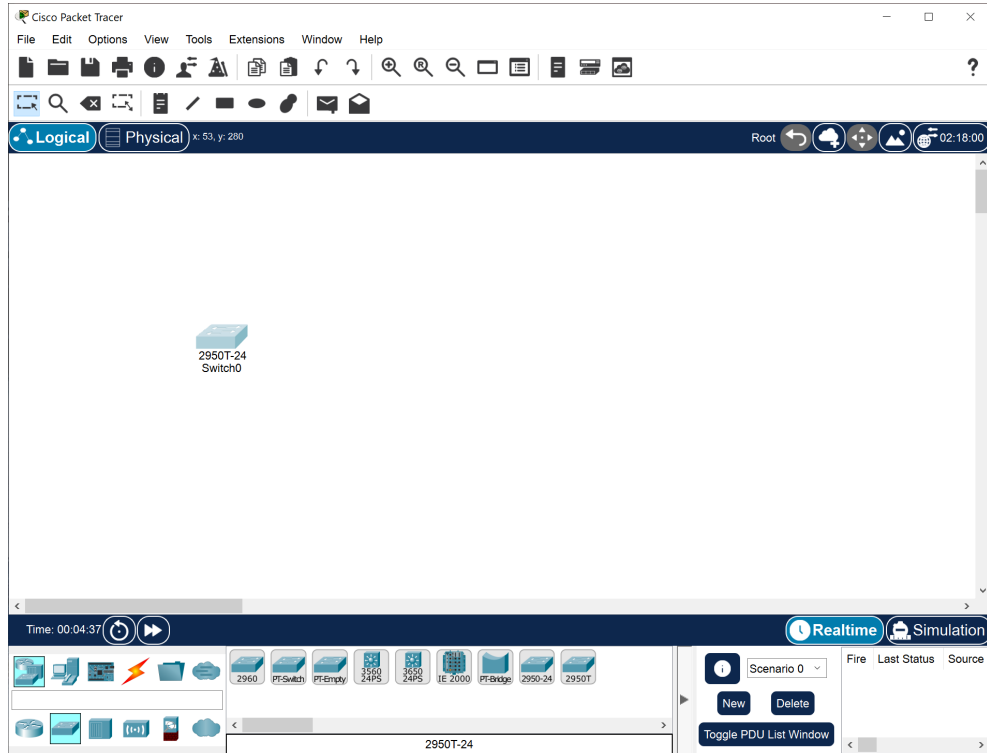 Cisco Packet Tracer
File Edit Options View Tools Extensions Window Help
?
Logical Physical x: 53, y: 280 Root 02:18:00
2950T-24
Switch0
Time: 00:04:37 Realtime Simulation
2960 PT-Switch PT-Empty 3560 24PS 3650 24PS IE 2000 PT-Bridge 2950-24 2950T
2950T-24
Scenario 0
New Delete
Toggle PDU List Window
Fire Last Status Source